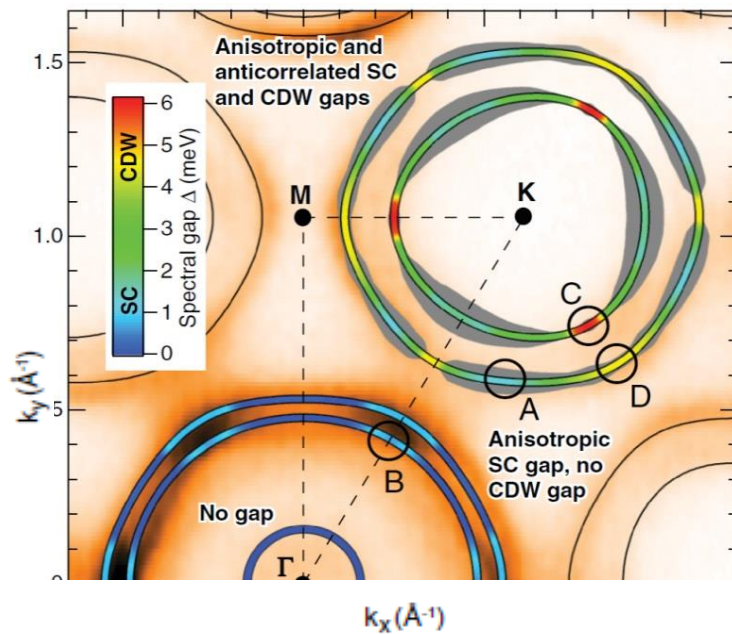 Anisotropic and
anticorrelated SC
and CDW gaps
1.5
1.0
5
0
k_y (Å⁻¹)
6
5
4
3
2
1
0
CDW
SC
Spectral gap Δ (meV)
M
K
C
A
D
B
Anisotropic
SC gap, no
CDW gap
No gap
Γ
k_x (Å⁻¹)